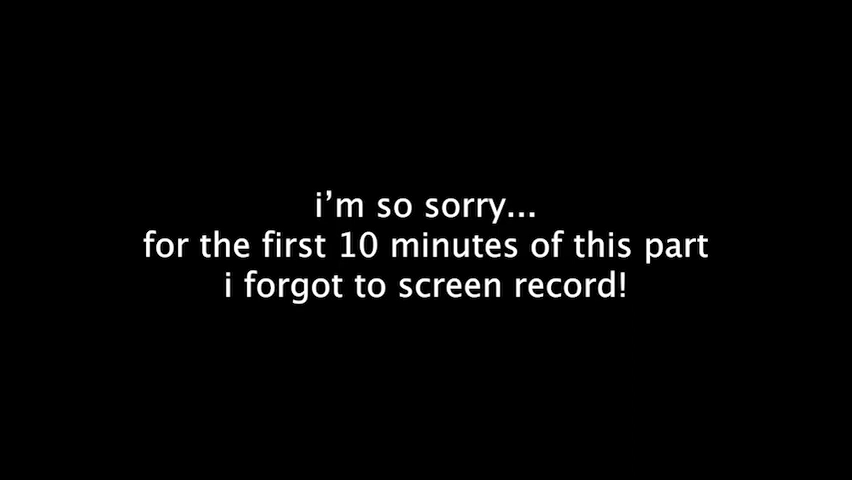 i’m so sorry...
for the first 10 minutes of this part
i forgot to screen record!